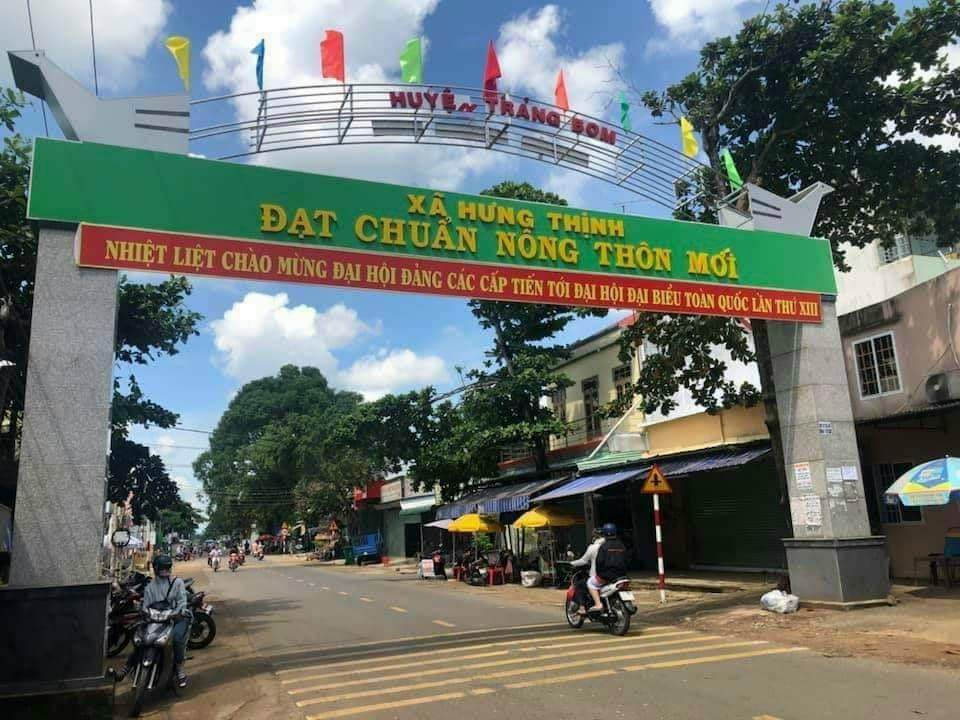 HUYỆN TRẢNG BOM
XÃ HƯNG THỊNH
ĐẠT CHUẨN NÔNG THÔN MỚI
NHIỆT LIỆT CHÀO MỪNG ĐẠI HỘI ĐẢNG CÁC CẤP TIẾN TỚI ĐẠI HỘI ĐẠI BIỂU TOÀN QUỐC LẦN THỨ XIII